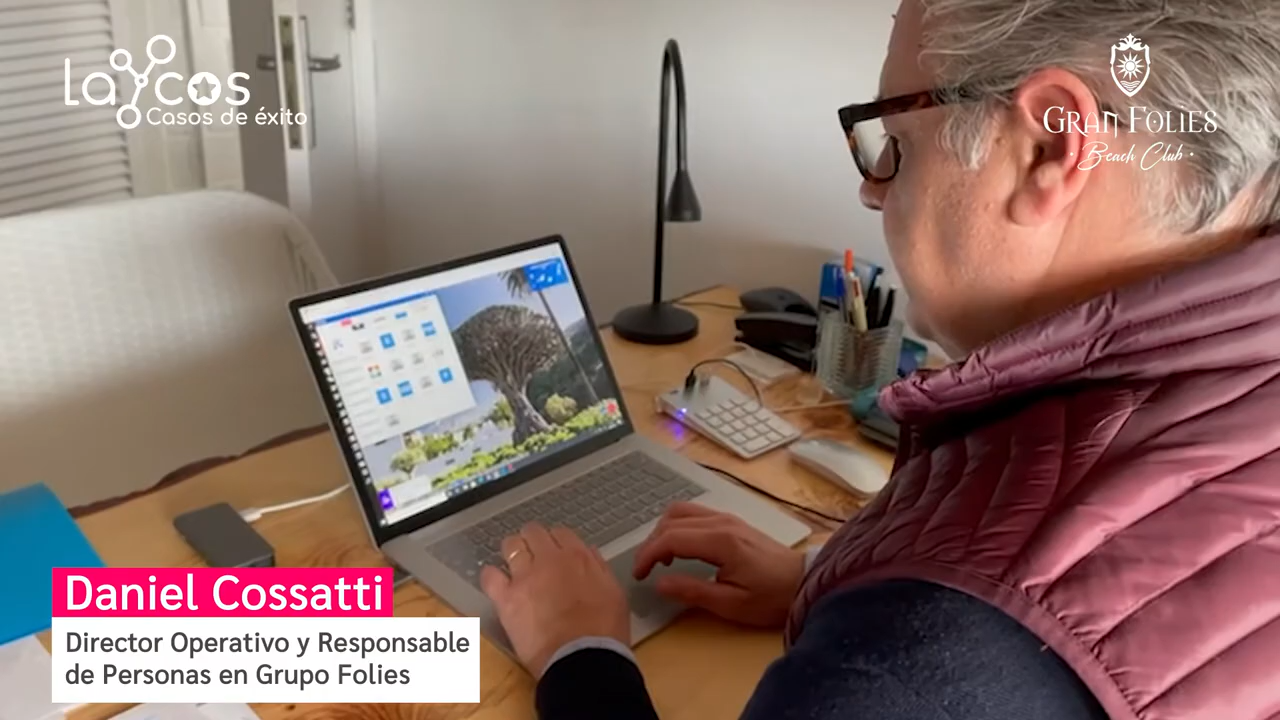 Laycos
Casos de éxito
GRAN FOLIES
· Beach Club ·
Daniel Cossatti
Director Operativo y Responsable
de Personas en Grupo Folies